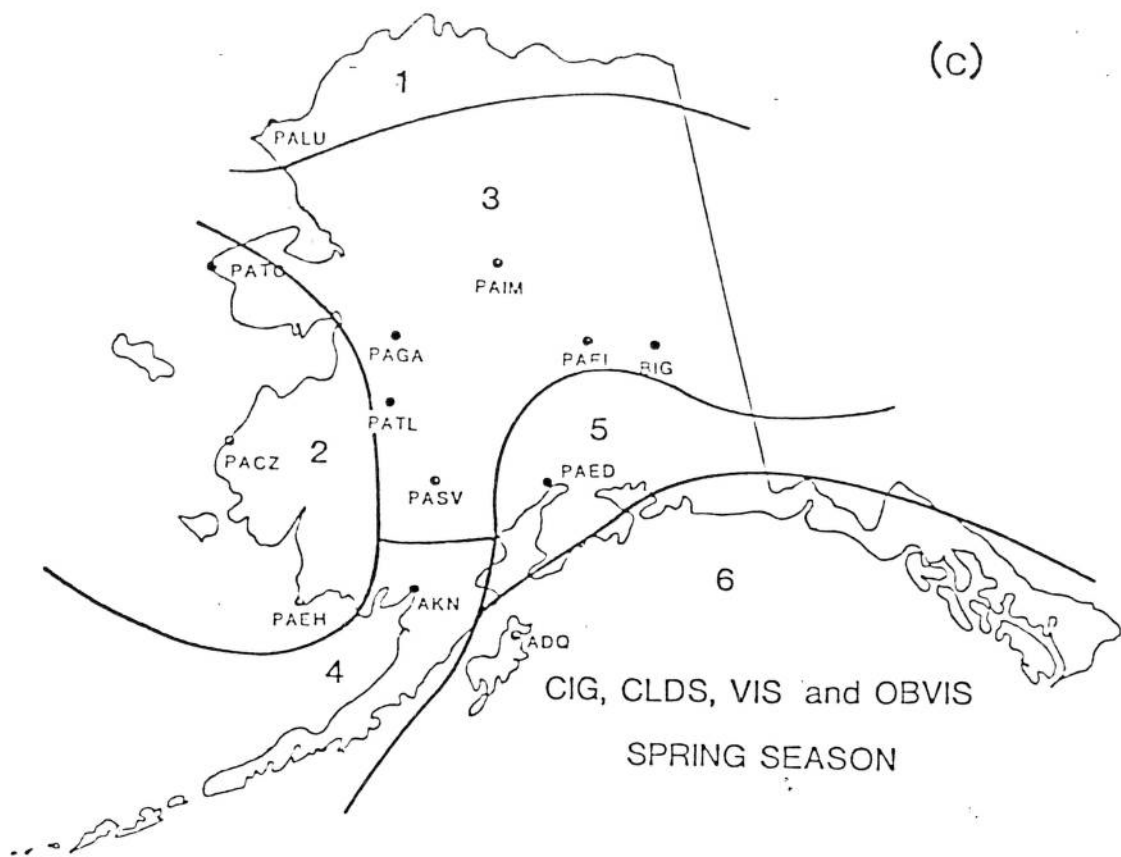 (C)
1
PALU
3
PATC
PAIM
PAGA
PAEI
BIG
PATL
5
2
PACZ
PAED
PASV
6
PAEH
AKN
4
ADQ
CIG, CLDS, VIS and OBVIS
SPRING SEASON